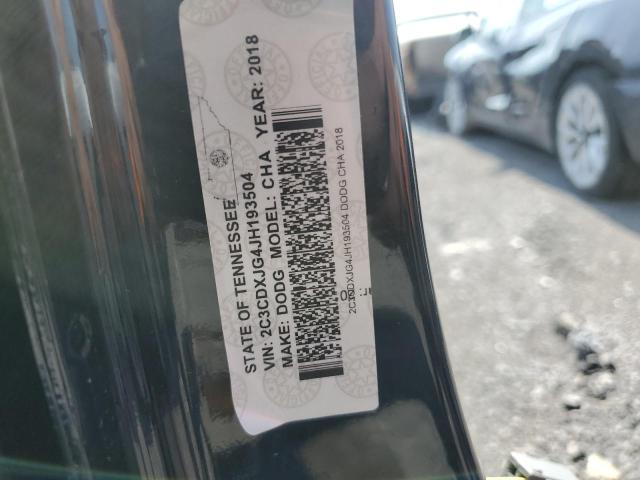 STATE OF TENNESSEE
VIN: 2C3CDXJG4JH193504
MAKE: DODG MODEL: CHA YEAR: 2018
2C3CDXJG4JH193504 DODG CHA 2018